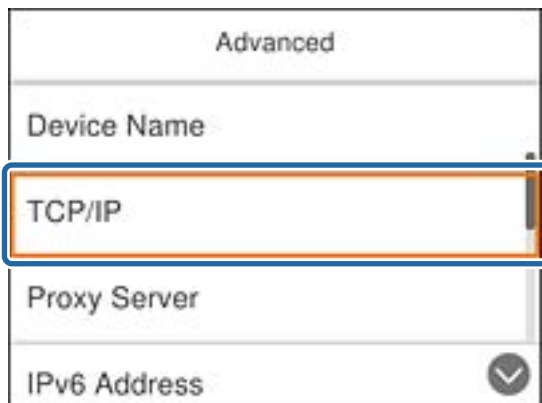 Advanced
Device Name
TCP/IP
Proxy Server
IPv6 Address